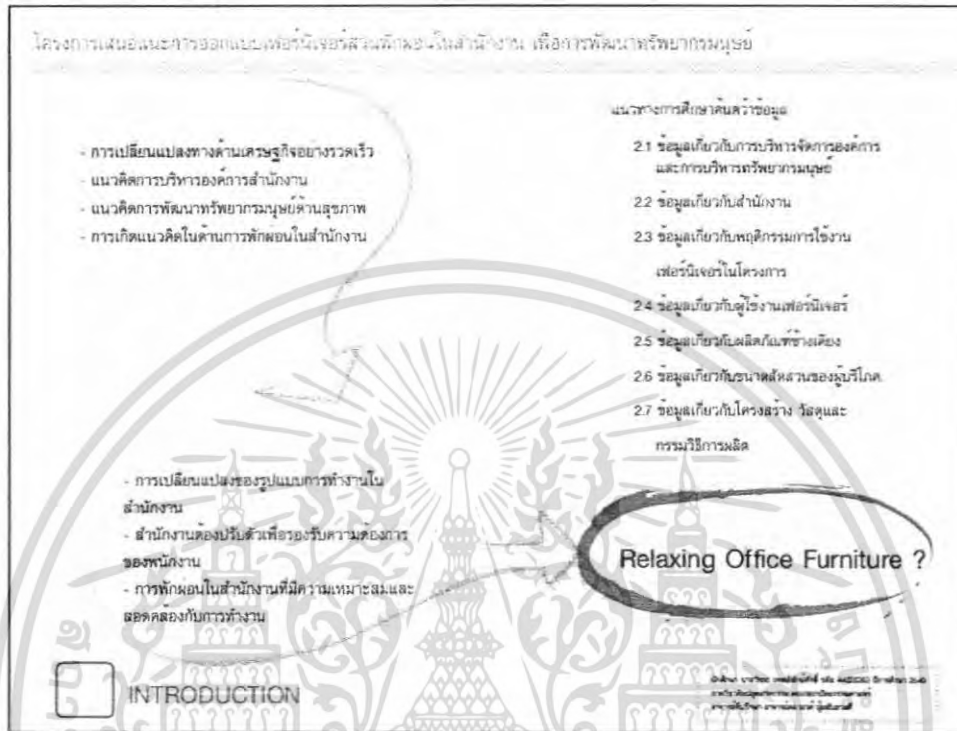 โครงการเสนอแนะการออกแบบเฟอร์นิเจอร์ส่วนพักผ่อนในสำนักงาน เพื่อการพัฒนาทรัพยากรมนุษย์
- การเปลี่ยนแปลงทางด้านเศรษฐกิจอย่างรวดเร็ว
- แนวคิดการบริหารองค์การสำนักงาน
- แนวคิดการพัฒนาทรัพยากรมนุษย์ด้านสุขภาพ
- การเกิดแนวคิดในด้านการพักผ่อนในสำนักงาน
แนวทางการศึกษาค้นคว้าข้อมูล
2.1 ข้อมูลเกี่ยวกับการบริหารจัดการองค์การ
และการบริหารทรัพยากรมนุษย์
2.2 ข้อมูลเกี่ยวกับสำนักงาน
2.3 ข้อมูลเกี่ยวกับพฤติกรรมการใช้งาน
เฟอร์นิเจอร์ในโครงการ
2.4 ข้อมูลเกี่ยวกับผู้ใช้งานเฟอร์นิเจอร์
2.5 ข้อมูลเกี่ยวกับผลิตภัณฑ์ข้างเคียง
2.6 ข้อมูลเกี่ยวกับขนาดสัดส่วนของผู้บริโภค
2.7 ข้อมูลเกี่ยวกับโครงสร้าง วัสดุและ
กรรมวิธีการผลิต
- การเปลี่ยนแปลงของรูปแบบการทำงานใน
สำนักงาน
- สำนักงานต้องปรับตัวเพื่อรองรับความต้องการ
ของพนักงาน
- การพักผ่อนในสำนักงานที่มีความเหมาะสมและ
สอดคล้องกับการทำงาน
Relaxing Office Furniture ?
INTRODUCTION